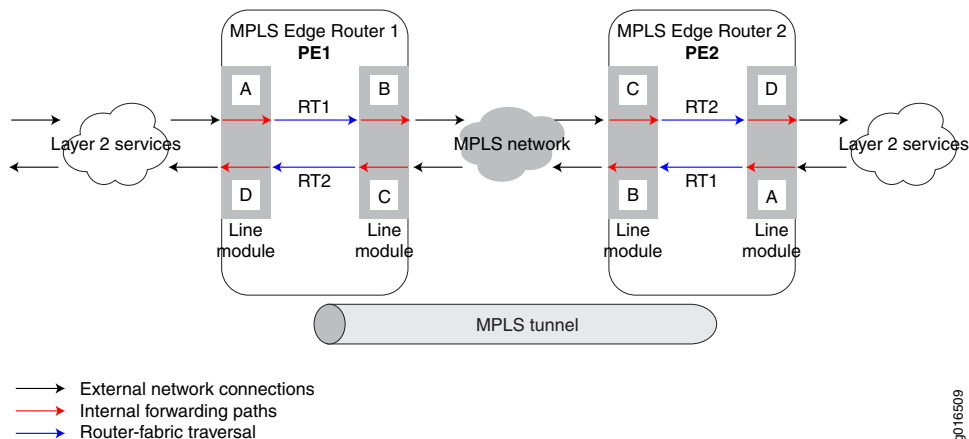 MPLS Edge Router 1
PE1
MPLS Edge Router 2
PE2
A
B
C
D
RT1
RT2
Layer 2 services
MPLS network
Layer 2 services
RT2
RT1
D
C
B
A
Line
module
Line
module
Line
module
Line
module
MPLS tunnel
External network connections
Internal forwarding paths
Router-fabric traversal
g016509